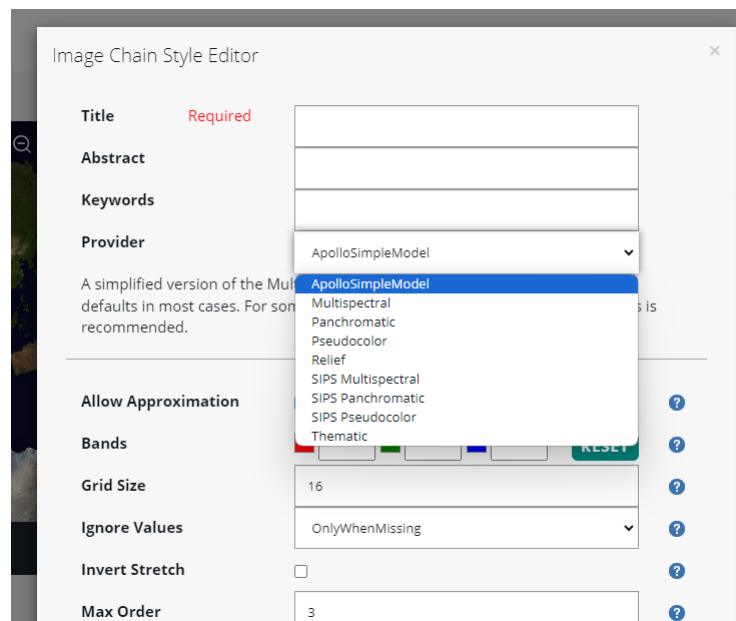 Image Chain Style Editor ×
Title Required
Abstract
Keywords
Provider ApolloSimpleModel
A simplified version of the Mul
defaults in most cases. For son s is
recommended.
ApolloSimpleModel
Multispectral
Panchromatic
Pseudocolor
Relief
SIPS Multispectral
SIPS Panchromatic
SIPS Pseudocolor
Thematic
Allow Approximation ?
Bands RESET ?
Grid Size 16 ?
Ignore Values OnlyWhenMissing ?
Invert Stretch ?
Max Order 3 ?